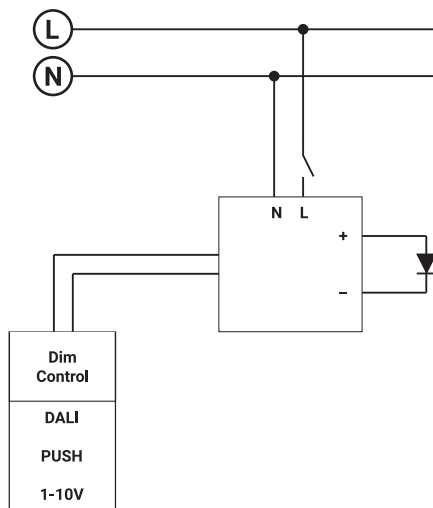 L
N
N L
+
−
Dim
Control
DALI
PUSH
1-10V